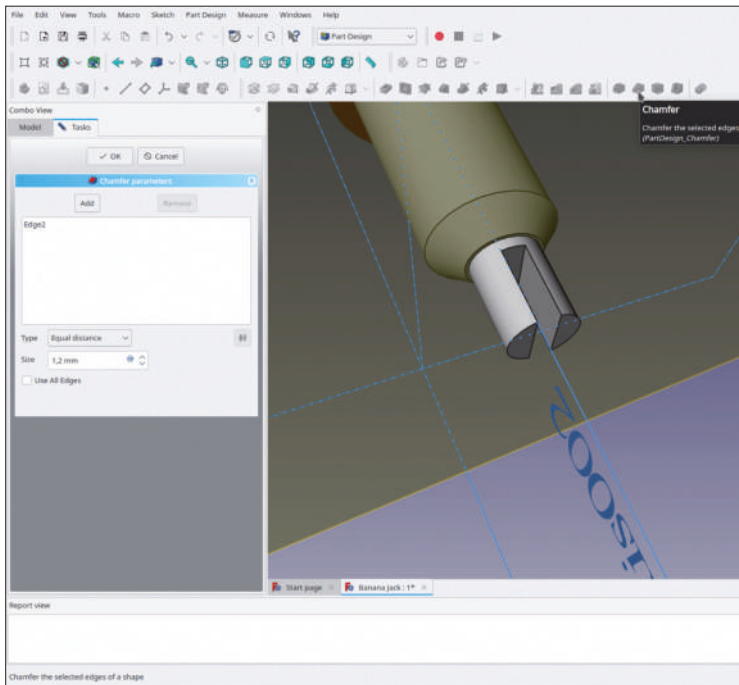 File Edit View Tools Macro Sketch Part Design Measure Windows Help
Part Design
Combo View
Model Tasks
OK Cancel
Chamfer parameters
Add Remove
Edge2
Type Equal distance
Size 1,2 mm
Use All Edges
Chamfer
Chamfer the selected edges
(PartDesign_Chamfer)
Start page Banana Jack : 1*
Report view
Chamfer the selected edges of a shape